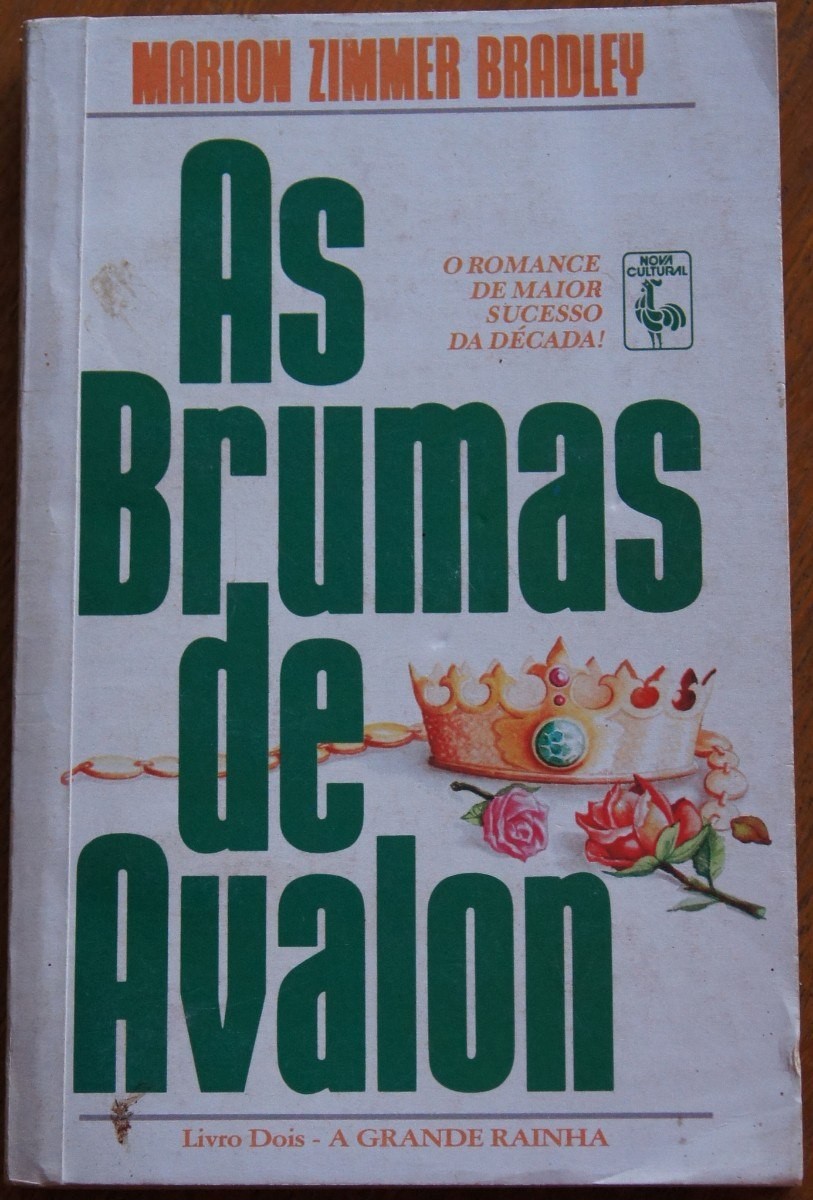 MARION ZIMMER BRADLEY
As
O ROMANCE
DE MAIOR
SUCESSO
DA DÉCADA!
NOVA
CULTURAL
Brumas
de
Avalon
Livro Dois - A GRANDE RAINHA